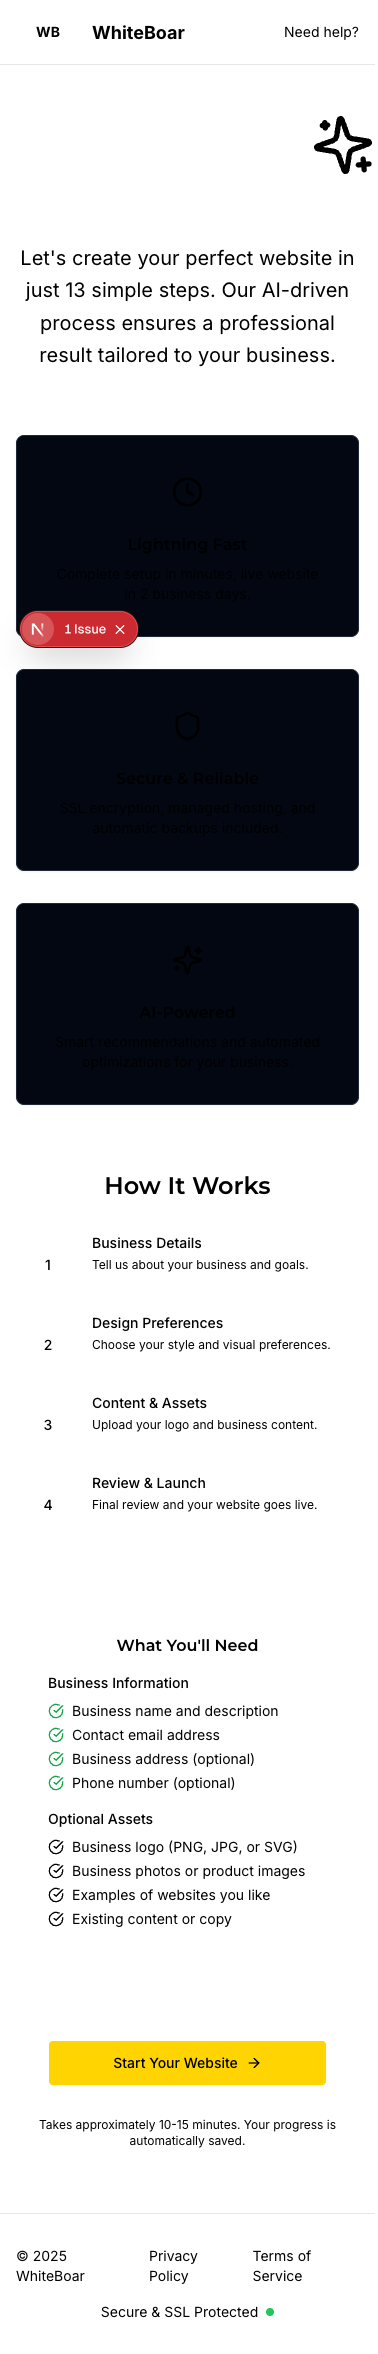 WB WhiteBoar Need help?
Let's create your perfect website in
just 13 simple steps. Our AI-driven
process ensures a professional
result tailored to your business.
Lightning Fast
Complete setup in minutes, live website
in 2 business days
1 Issue
Secure & Reliable
SSL encryption, managed hosting, and
automatic backups included
AI-Powered
Smart recommendations and automated
optimizations for your business
How It Works
Business Details
1 Tell us about your business and goals.
Design Preferences
2 Choose your style and visual preferences.
Content & Assets
3 Upload your logo and business content.
Review & Launch
4 Final review and your website goes live.
What You'll Need
Business Information
Business name and description
Contact email address
Business address (optional)
Phone number (optional)
Optional Assets
Business logo (PNG, JPG, or SVG)
Business photos or product images
Examples of websites you like
Existing content or copy
Start Your Website
Takes approximately 10-15 minutes. Your progress is
automatically saved.
© 2025 Privacy Terms of
WhiteBoar Policy Service
Secure & SSL Protected